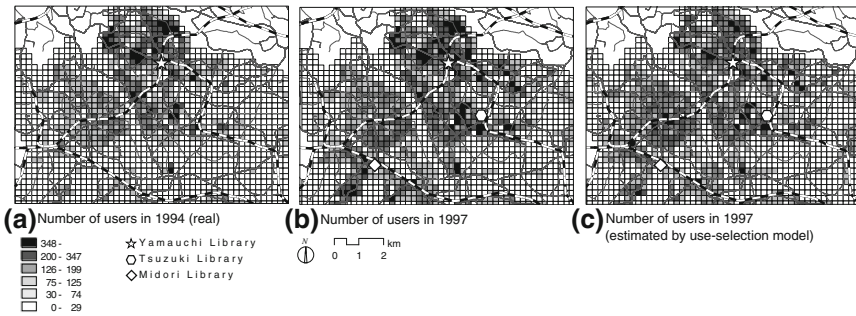 (a) Number of users in 1994 (real)
(b) Number of users in 1997
(c) Number of users in 1997
(estimated by use-selection model)
348 -
200 - 347
126 - 199
75 - 125
30 - 74
0 - 29
Yamauchi Library
Tsuzuki Library
Midori Library
N
km
0 1 2